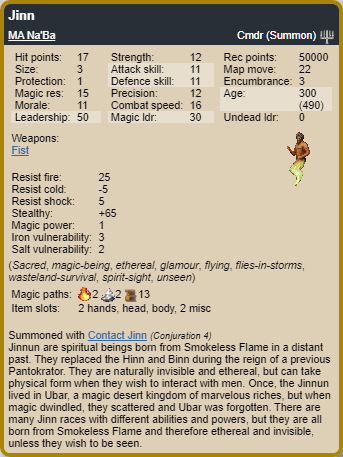 Jinn
MA Na'Ba Cmdr (Summon)
Hit points: 17 Strength: 12 Rec points: 50000
Size: 3 Attack skill: 11 Map move: 22
Protection: 1 Defence skill: 11 Encumbrance: 3
Magic res: 15 Precision: 12 Age: 300
Morale: 11 Combat speed: 16 (490)
Leadership: 50 Magic ldr: 30 Undead ldr: 0
Weapons:
Fist
Resist fire: 25
Resist cold: -5
Resist shock: 5
Stealthy: +65
Magic power: 1
Iron vulnerability: 3
Salt vulnerability: 2
(Sacred, magic-being, ethereal, glamour, flying, flies-in-storms,
wasteland-survival, spirit-sight, unseen)
Magic paths: 2 2 13
Item slots: 2 hands, head, body, 2 misc
Summoned with Contact Jinn (Conjuration 4)
Jinnun are spiritual beings born from Smokeless Flame in a distant
past. They replaced the Hinn and Binn during the reign of a previous
Pantokrator. They are naturally invisible and ethereal, but can take
physical form when they wish to interact with men. Once, the Jinnun
lived in Ubar, a magic desert kingdom of marvelous riches, but when
magic dwindled, they scattered and Ubar was forgotten. There are
many Jinn races with different abilities and powers, but they are all
born from Smokeless Flame and therefore ethereal and invisible,
unless they wish to be seen.